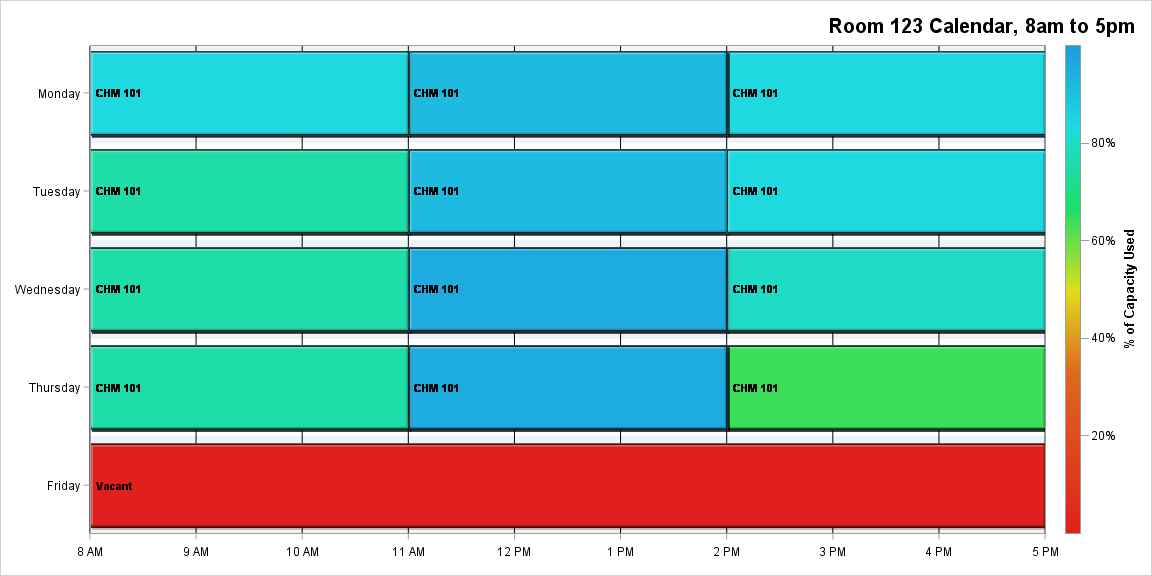 Room 123 Calendar, 8am to 5pm
Monday
CHM 101
CHM 101
CHM 101
Tuesday
CHM 101
CHM 101
CHM 101
Wednesday
CHM 101
CHM 101
CHM 101
Thursday
CHM 101
CHM 101
CHM 101
Friday
Vacant
8 AM
9 AM
10 AM
11 AM
12 PM
1 PM
2 PM
3 PM
4 PM
5 PM
80%
60%
40%
20%
% of Capacity Used